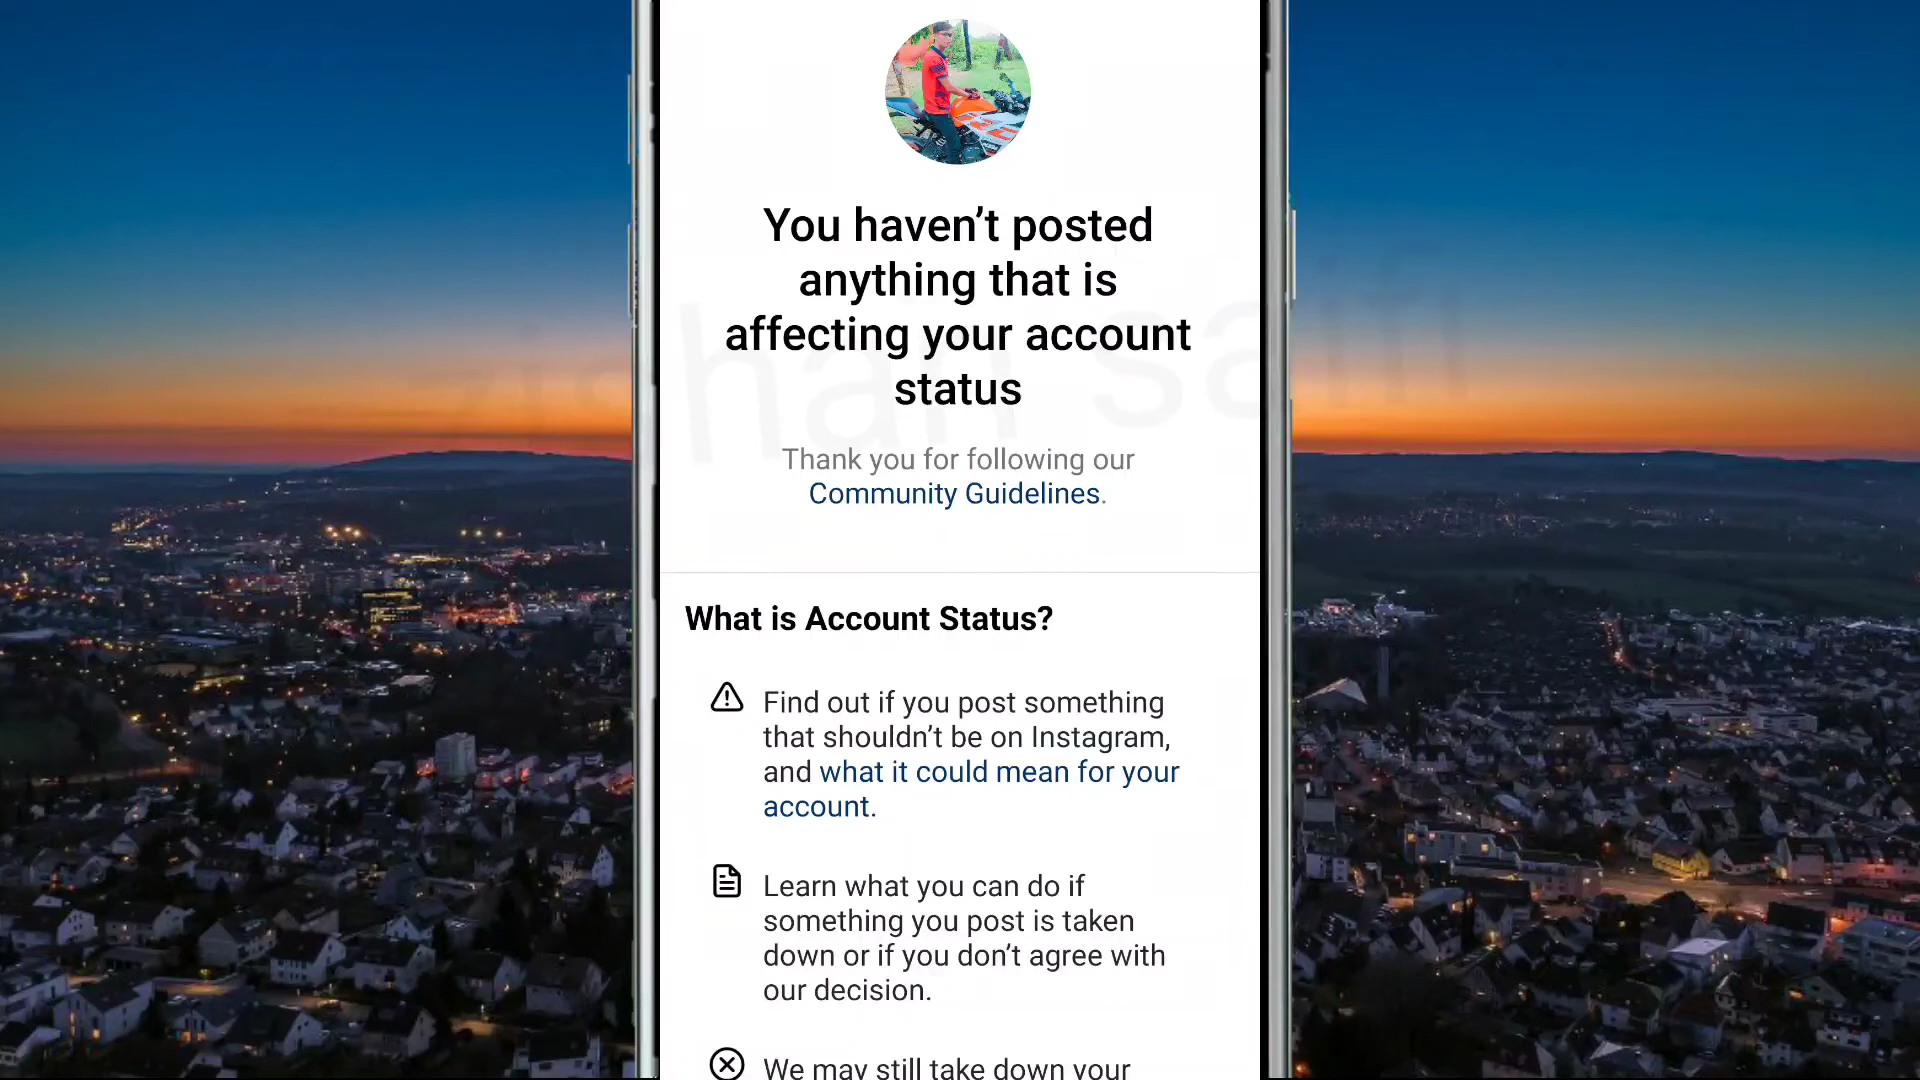 You haven’t posted
anything that is
affecting your account
status
Thank you for following our
Community Guidelines.
What is Account Status?
Find out if you post something
that shouldn’t be on Instagram,
and what it could mean for your
account.
Learn what you can do if
something you post is taken
down or if you don’t agree with
our decision.
We may still take down your